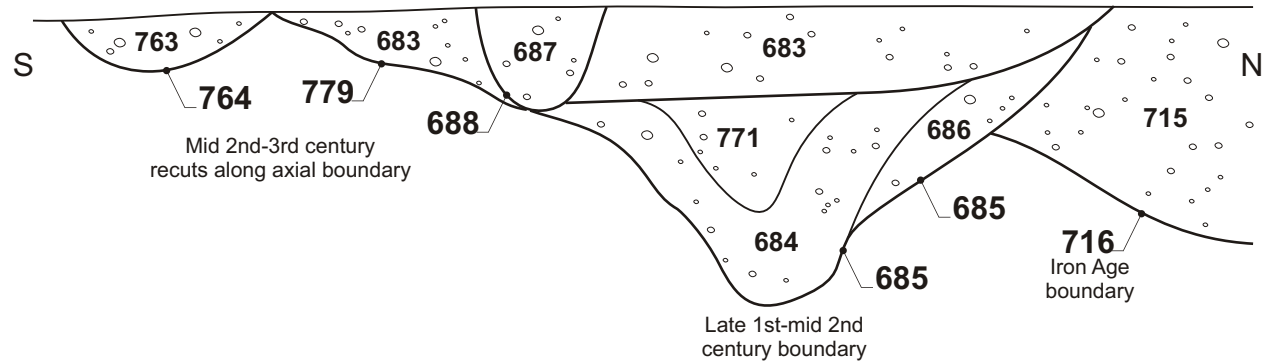 S
N
763
683
687
683
771
686
715
684
764
779
688
685
685
716
Mid 2nd-3rd century
recuts along axial boundary
Iron Age
boundary
Late 1st-mid 2nd
century boundary